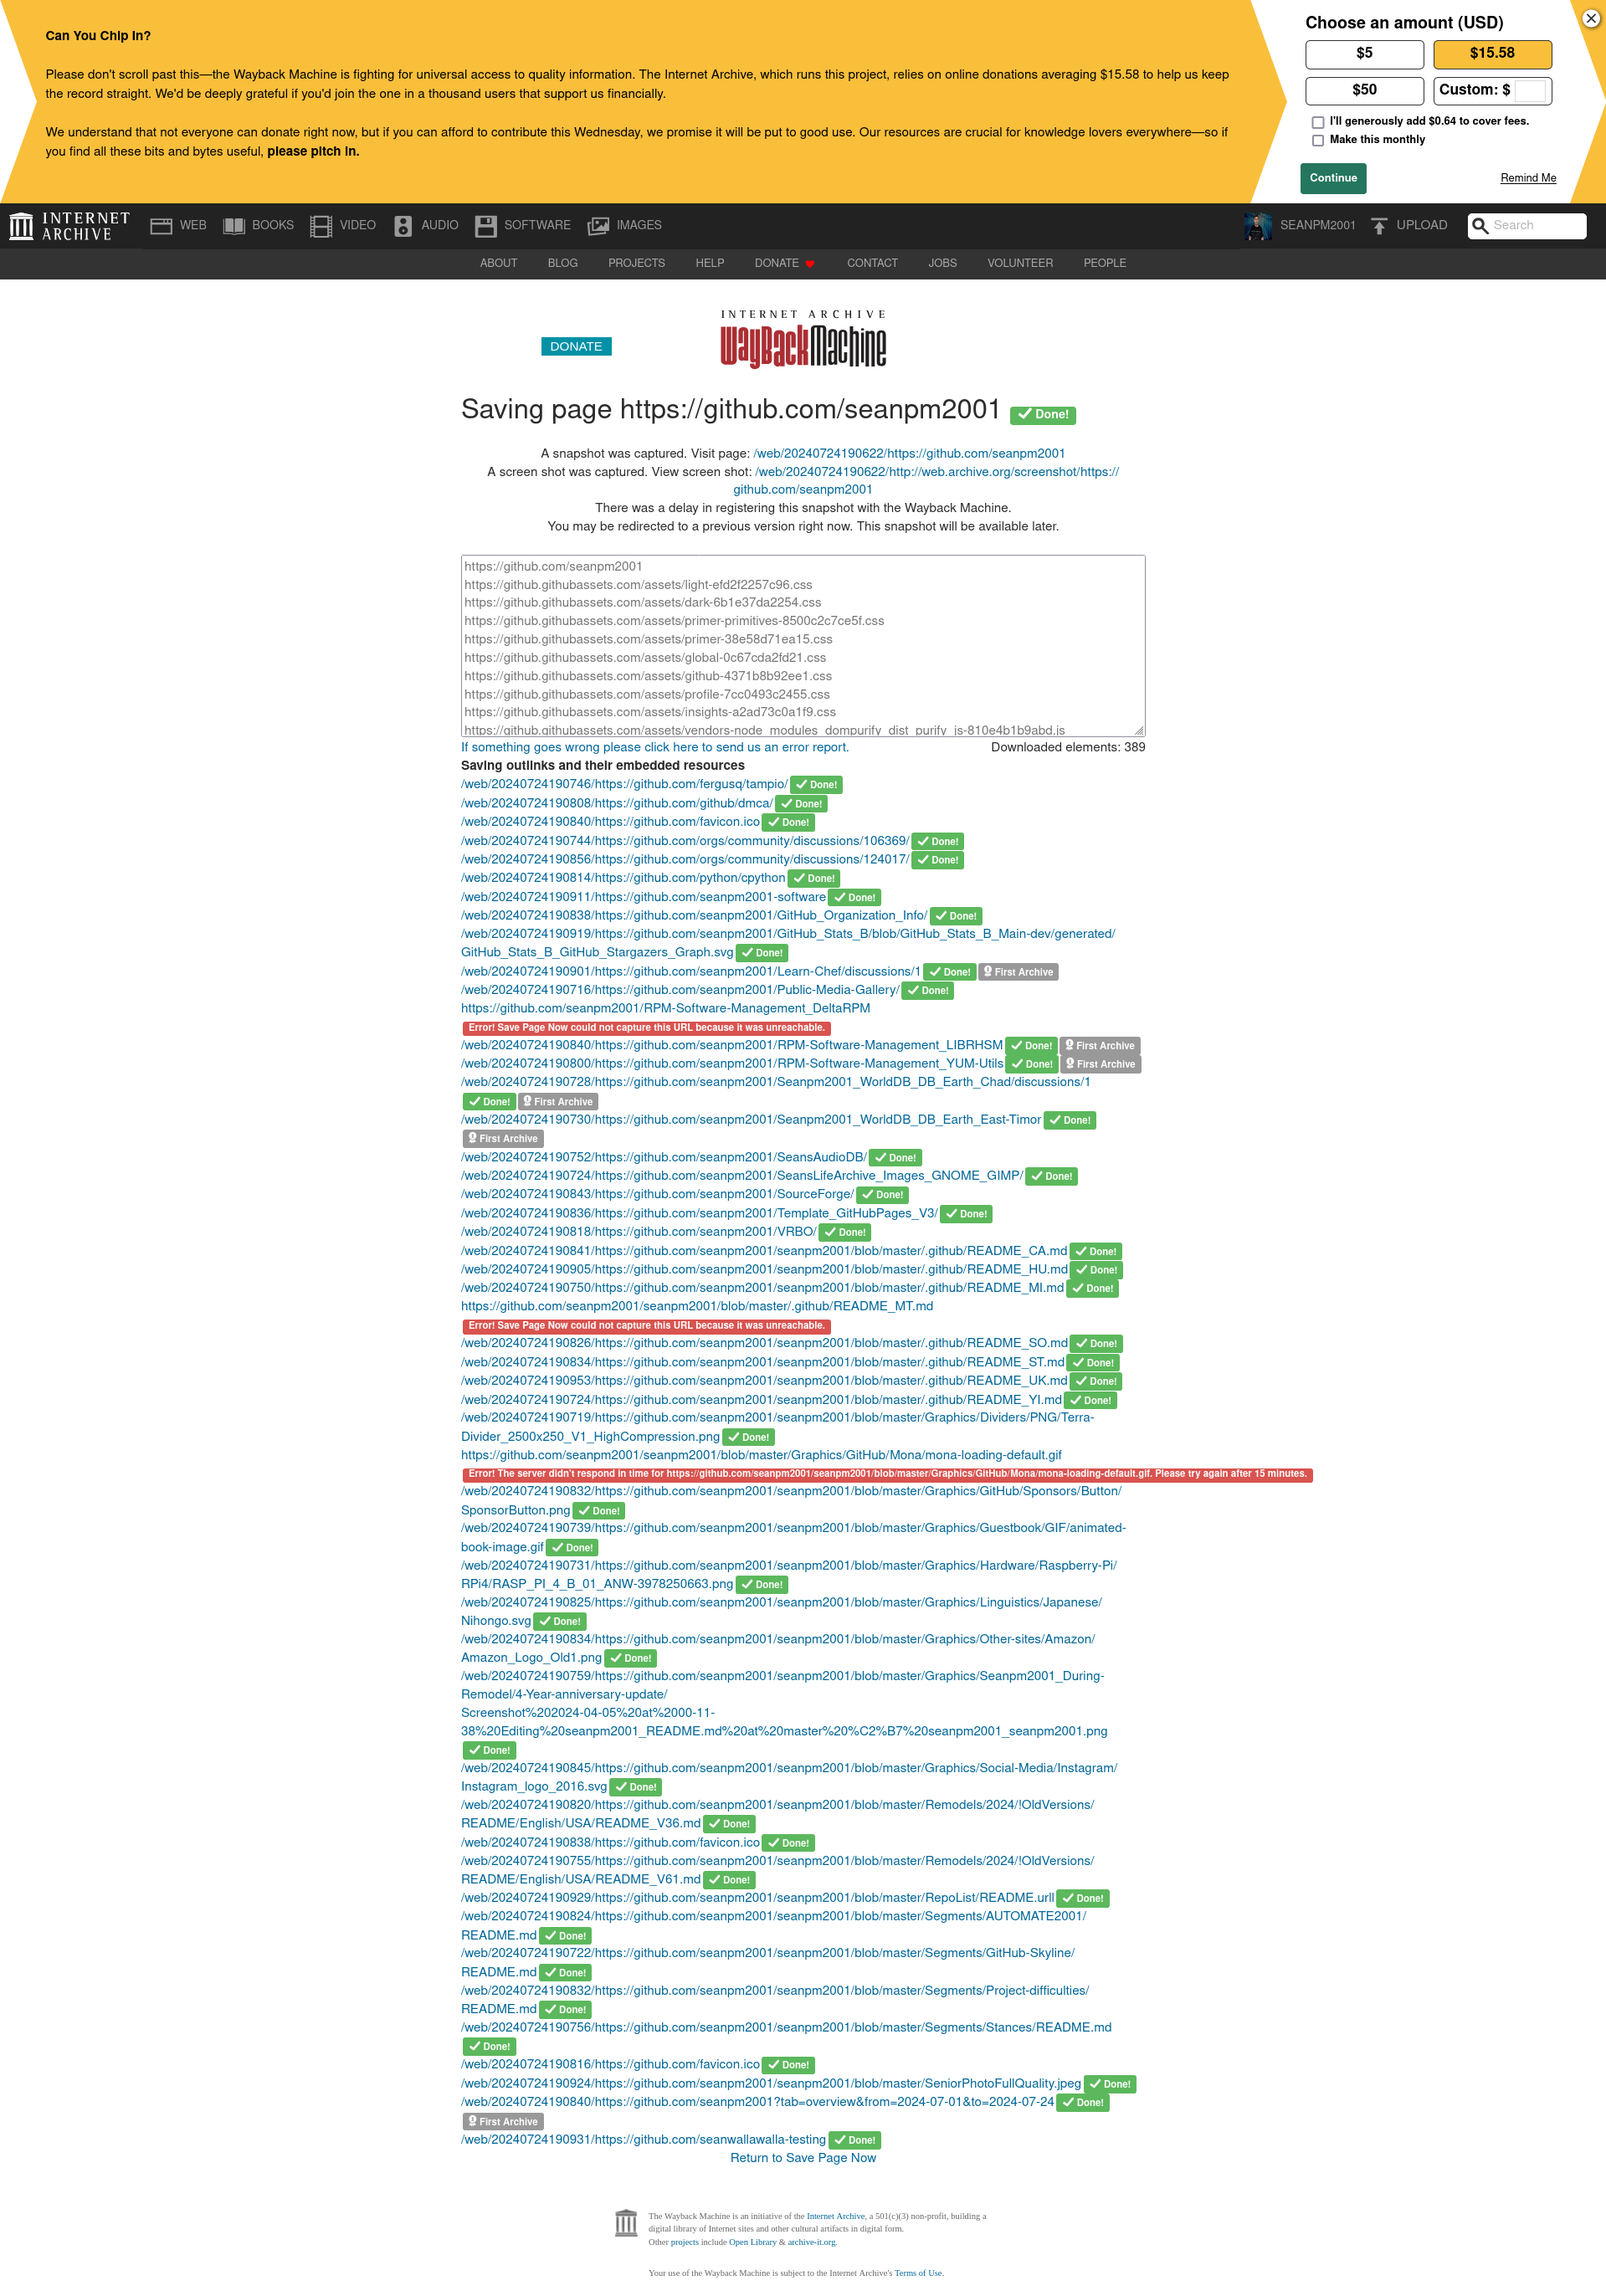 Can You Chip In?
Please don't scroll past this—the Wayback Machine is fighting for universal access to quality information. The Internet Archive, which runs this project, relies on online donations averaging $15.58 to help us keep
the record straight. We'd be deeply grateful if you'd join the one in a thousand users that support us financially.
We understand that not everyone can donate right now, but if you can afford to contribute this Wednesday, we promise it will be put to good use. Our resources are crucial for knowledge lovers everywhere—so if
you find all these bits and bytes useful, please pitch in.
Choose an amount (USD)
$5 $15.58
$50 Custom: $
I'll generously add $0.64 to cover fees.
Make this monthly
Continue Remind Me
INTERNET ARCHIVE WEB BOOKS VIDEO AUDIO SOFTWARE IMAGES SEANPM2001 UPLOAD Search
ABOUT BLOG PROJECTS HELP DONATE CONTACT JOBS VOLUNTEER PEOPLE
INTERNET ARCHIVE
DONATE WayBackMachine
Saving page https://github.com/seanpm2001 Done!
A snapshot was captured. Visit page: /web/20240724190622/https://github.com/seanpm2001
A screen shot was captured. View screen shot: /web/20240724190622/http://web.archive.org/screenshot/https://
github.com/seanpm2001
There was a delay in registering this snapshot with the Wayback Machine.
You may be redirected to a previous version right now. This snapshot will be available later.
https://github.com/seanpm2001
https://github.githubassets.com/assets/light-efd2f2257c96.css
https://github.githubassets.com/assets/dark-6b1e37da2254.css
https://github.githubassets.com/assets/primer-primitives-8500c2c7ce5f.css
https://github.githubassets.com/assets/primer-38e58d71ea15.css
https://github.githubassets.com/assets/global-0c67cda2fd21.css
https://github.githubassets.com/assets/github-4371b8b92ee1.css
https://github.githubassets.com/assets/profile-7cc0493c2455.css
https://github.githubassets.com/assets/insights-a2ad73c0a1f9.css
https://github.githubassets.com/assets/vendors-node_modules_dompurify_dist_purify_js-810e4b1b9abd.js
If something goes wrong please click here to send us an error report. Downloaded elements: 389
Saving outlinks and their embedded resources
/web/20240724190746/https://github.com/fergusq/tampio/ Done!
/web/20240724190808/https://github.com/github/dmca/ Done!
/web/20240724190840/https://github.com/favicon.ico Done!
/web/20240724190744/https://github.com/orgs/community/discussions/106369/ Done!
/web/20240724190856/https://github.com/orgs/community/discussions/124017/ Done!
/web/20240724190814/https://github.com/python/cpython Done!
/web/20240724190911/https://github.com/seanpm2001-software Done!
/web/20240724190838/https://github.com/seanpm2001/GitHub_Organization_Info/ Done!
/web/20240724190919/https://github.com/seanpm2001/GitHub_Stats_B/blob/GitHub_Stats_B_Main-dev/generated/
GitHub_Stats_B_GitHub_Stargazers_Graph.svg Done!
/web/20240724190901/https://github.com/seanpm2001/Learn-Chef/discussions/1 Done! First Archive
/web/20240724190716/https://github.com/seanpm2001/Public-Media-Gallery/ Done!
https://github.com/seanpm2001/RPM-Software-Management_DeltaRPM
Error! Save Page Now could not capture this URL because it was unreachable.
/web/20240724190840/https://github.com/seanpm2001/RPM-Software-Management_LIBRHSM Done! First Archive
/web/20240724190800/https://github.com/seanpm2001/RPM-Software-Management_YUM-Utils Done! First Archive
/web/20240724190728/https://github.com/seanpm2001/Seanpm2001_WorldDB_DB_Earth_Chad/discussions/1
Done! First Archive
/web/20240724190730/https://github.com/seanpm2001/Seanpm2001_WorldDB_DB_Earth_East-Timor Done!
First Archive
/web/20240724190752/https://github.com/seanpm2001/SeansAudioDB/ Done!
/web/20240724190724/https://github.com/seanpm2001/SeansLifeArchive_Images_GNOME_GIMP/ Done!
/web/20240724190843/https://github.com/seanpm2001/SourceForge/ Done!
/web/20240724190836/https://github.com/seanpm2001/Template_GitHubPages_V3/ Done!
/web/20240724190818/https://github.com/seanpm2001/VRBO/ Done!
/web/20240724190841/https://github.com/seanpm2001/seanpm2001/blob/master/.github/README_CA.md Done!
/web/20240724190905/https://github.com/seanpm2001/seanpm2001/blob/master/.github/README_HU.md Done!
/web/20240724190750/https://github.com/seanpm2001/seanpm2001/blob/master/.github/README_MI.md Done!
https://github.com/seanpm2001/seanpm2001/blob/master/.github/README_MT.md
Error! Save Page Now could not capture this URL because it was unreachable.
/web/20240724190826/https://github.com/seanpm2001/seanpm2001/blob/master/.github/README_SO.md Done!
/web/20240724190834/https://github.com/seanpm2001/seanpm2001/blob/master/.github/README_ST.md Done!
/web/20240724190953/https://github.com/seanpm2001/seanpm2001/blob/master/.github/README_UK.md Done!
/web/20240724190724/https://github.com/seanpm2001/seanpm2001/blob/master/.github/README_YI.md Done!
/web/20240724190719/https://github.com/seanpm2001/seanpm2001/blob/master/Graphics/Dividers/PNG/Terra-
Divider_2500x250_V1_HighCompression.png Done!
https://github.com/seanpm2001/seanpm2001/blob/master/Graphics/GitHub/Mona/mona-loading-default.gif
Error! The server didn't respond in time for https://github.com/seanpm2001/seanpm2001/blob/master/Graphics/GitHub/Mona/mona-loading-default.gif. Please try again after 15 minutes.
/web/20240724190832/https://github.com/seanpm2001/seanpm2001/blob/master/Graphics/GitHub/Sponsors/Button/
SponsorButton.png Done!
/web/20240724190739/https://github.com/seanpm2001/seanpm2001/blob/master/Graphics/Guestbook/GIF/animated-
book-image.gif Done!
/web/20240724190731/https://github.com/seanpm2001/seanpm2001/blob/master/Graphics/Hardware/Raspberry-Pi/
RPi4/RASP_PI_4_B_01_ANW-3978250663.png Done!
/web/20240724190825/https://github.com/seanpm2001/seanpm2001/blob/master/Graphics/Linguistics/Japanese/
Nihongo.svg Done!
/web/20240724190834/https://github.com/seanpm2001/seanpm2001/blob/master/Graphics/Other-sites/Amazon/
Amazon_Logo_Old1.png Done!
/web/20240724190759/https://github.com/seanpm2001/seanpm2001/blob/master/Graphics/Seanpm2001_During-
Remodel/4-Year-anniversary-update/
Screenshot%202024-04-05%20at%2000-11-
38%20Editing%20seanpm2001_README.md%20at%20master%20%C2%B7%20seanpm2001_seanpm2001.png
Done!
/web/20240724190845/https://github.com/seanpm2001/seanpm2001/blob/master/Graphics/Social-Media/Instagram/
Instagram_logo_2016.svg Done!
/web/20240724190820/https://github.com/seanpm2001/seanpm2001/blob/master/Remodels/2024/!OldVersions/
README/English/USA/README_V36.md Done!
/web/20240724190838/https://github.com/favicon.ico Done!
/web/20240724190755/https://github.com/seanpm2001/seanpm2001/blob/master/Remodels/2024/!OldVersions/
README/English/USA/README_V61.md Done!
/web/20240724190929/https://github.com/seanpm2001/seanpm2001/blob/master/RepoList/README.urll Done!
/web/20240724190824/https://github.com/seanpm2001/seanpm2001/blob/master/Segments/AUTOMATE2001/
README.md Done!
/web/20240724190722/https://github.com/seanpm2001/seanpm2001/blob/master/Segments/GitHub-Skyline/
README.md Done!
/web/20240724190832/https://github.com/seanpm2001/seanpm2001/blob/master/Segments/Project-difficulties/
README.md Done!
/web/20240724190756/https://github.com/seanpm2001/seanpm2001/blob/master/Segments/Stances/README.md
Done!
/web/20240724190816/https://github.com/favicon.ico Done!
/web/20240724190924/https://github.com/seanpm2001/seanpm2001/blob/master/SeniorPhotoFullQuality.jpeg Done!
/web/20240724190840/https://github.com/seanpm2001?tab=overview&from=2024-07-01&to=2024-07-24 Done!
First Archive
/web/20240724190931/https://github.com/seanwallawalla-testing Done!
Return to Save Page Now
The Wayback Machine is an initiative of the Internet Archive, a 501(c)(3) non-profit, building a
digital library of Internet sites and other cultural artifacts in digital form.
Other projects include Open Library & archive-it.org.
Your use of the Wayback Machine is subject to the Internet Archive's Terms of Use.